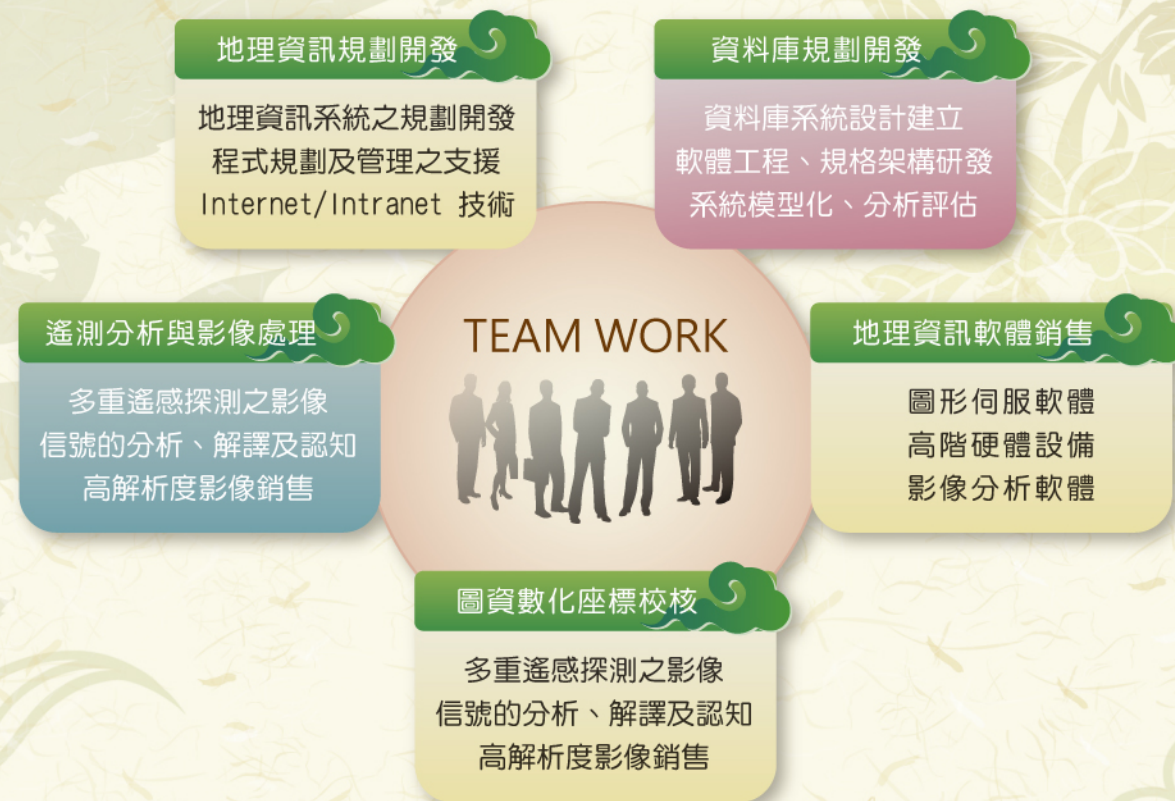 地理資訊規劃開發
地理資訊系統之規劃開發
程式規劃及管理之支援
Internet/Intranet 技術
資料庫規劃開發
資料庫系統設計建立
軟體工程、規格架構研發
系統模型化、分析評估
遙測分析與影像處理
多重遙感探測之影像
信號的分析、解譯及認知
高解析度影像銷售
TEAM WORK
地理資訊軟體銷售
圖形伺服軟體
高階硬體設備
影像分析軟體
圖資數化座標校核
多重遙感探測之影像
信號的分析、解譯及認知
高解析度影像銷售